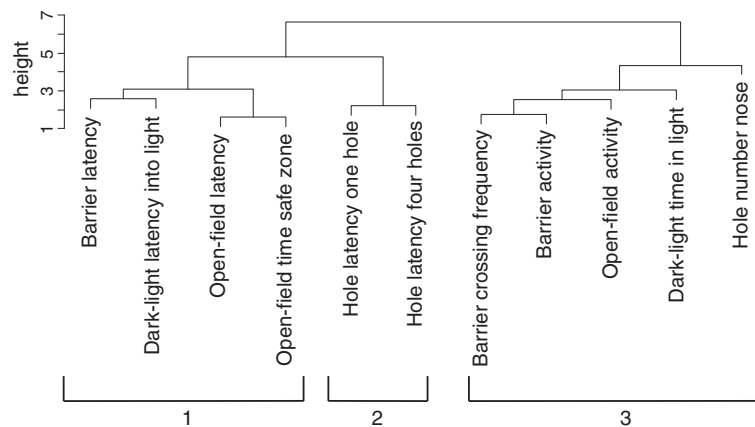 height
7
5
3
1
Barrier latency
Dark-light latency into light
Open-field latency
Open-field time safe zone
Hole latency one hole
Hole latency four holes
Barrier crossing frequency
Barrier activity
Open-field activity
Dark-light time in light
Hole number nose
1
2
3